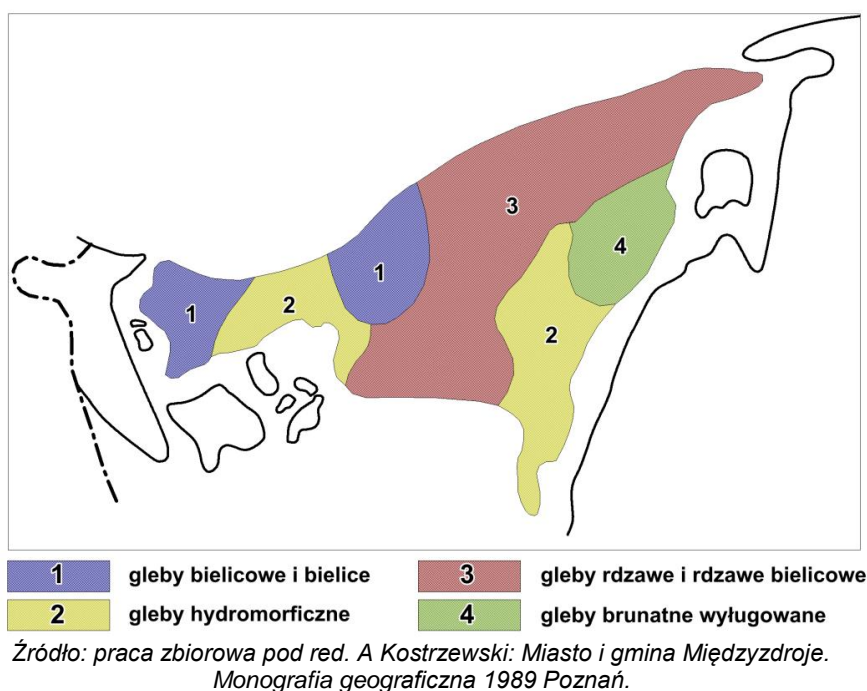 3
4
1
2
1
2
1 gleby bielicowe i bielice
3 gleby rdzawe i rdzawe bielicowe
2 gleby hydromorficzne
4 gleby brunatne wyługowane
Źródło: praca zbiorowa pod red. A Kostrzewski: Miasto i gmina Międzyzdroje.
Monografia geograficzna 1989 Poznań.